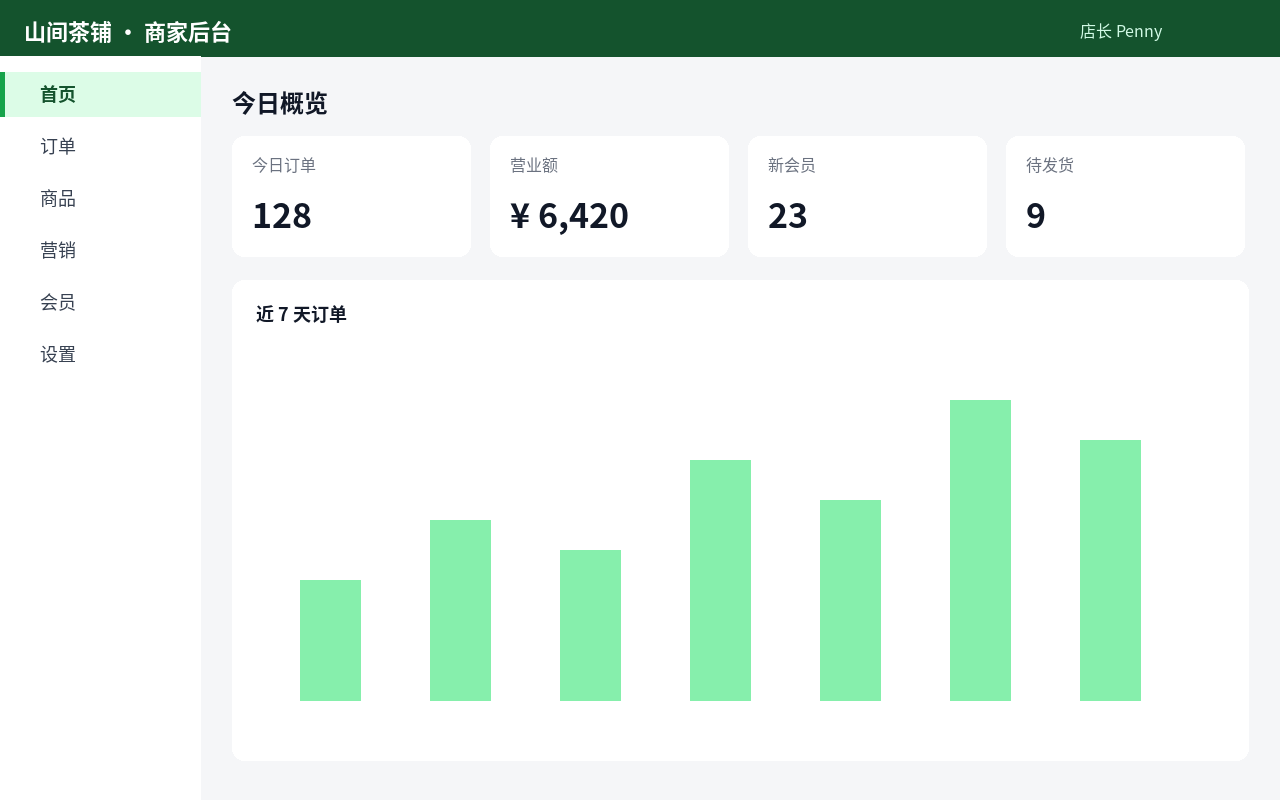 山间茶铺 · 商家后台
店长 Penny
首页
订单
商品
营销
会员
设置
今日概览
今日订单
128
营业额
¥ 6,420
新会员
23
待发货
9
近 7 天订单